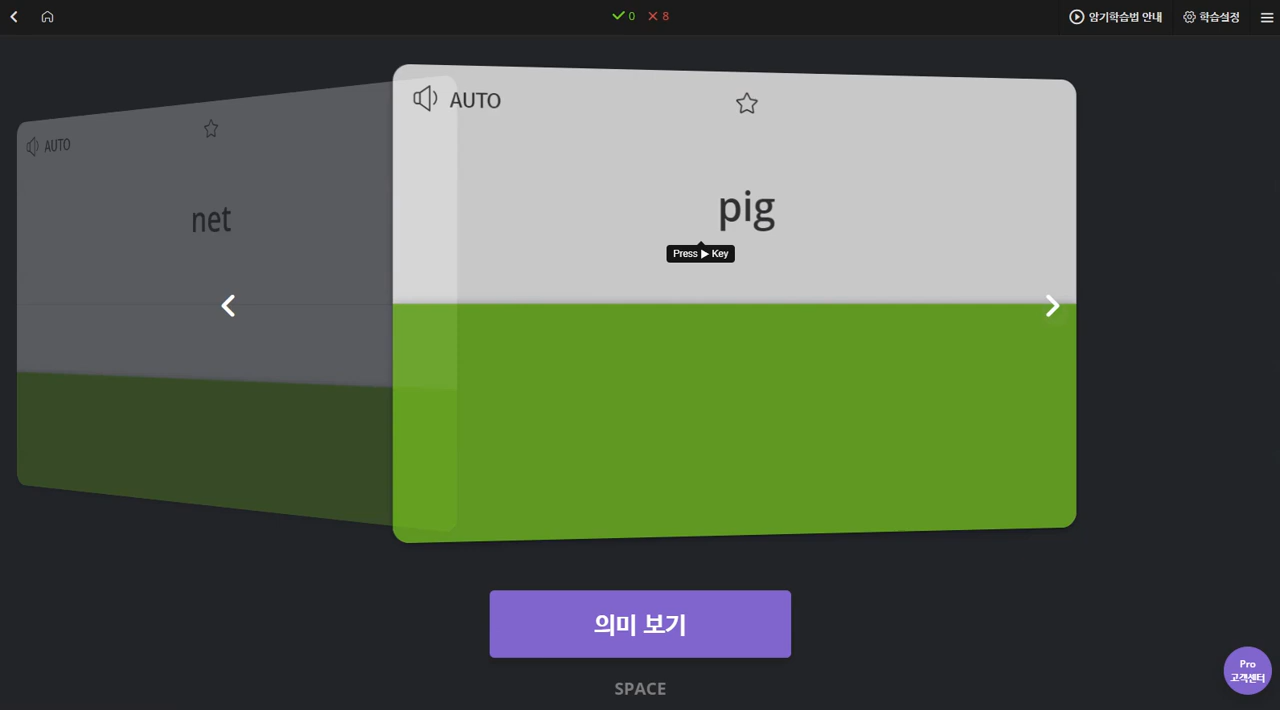 0
8
암기학습법 안내
학습설정
AUTO
net
AUTO
pig
Press ▶ Key
의미 보기
SPACE
Pro
고객센터